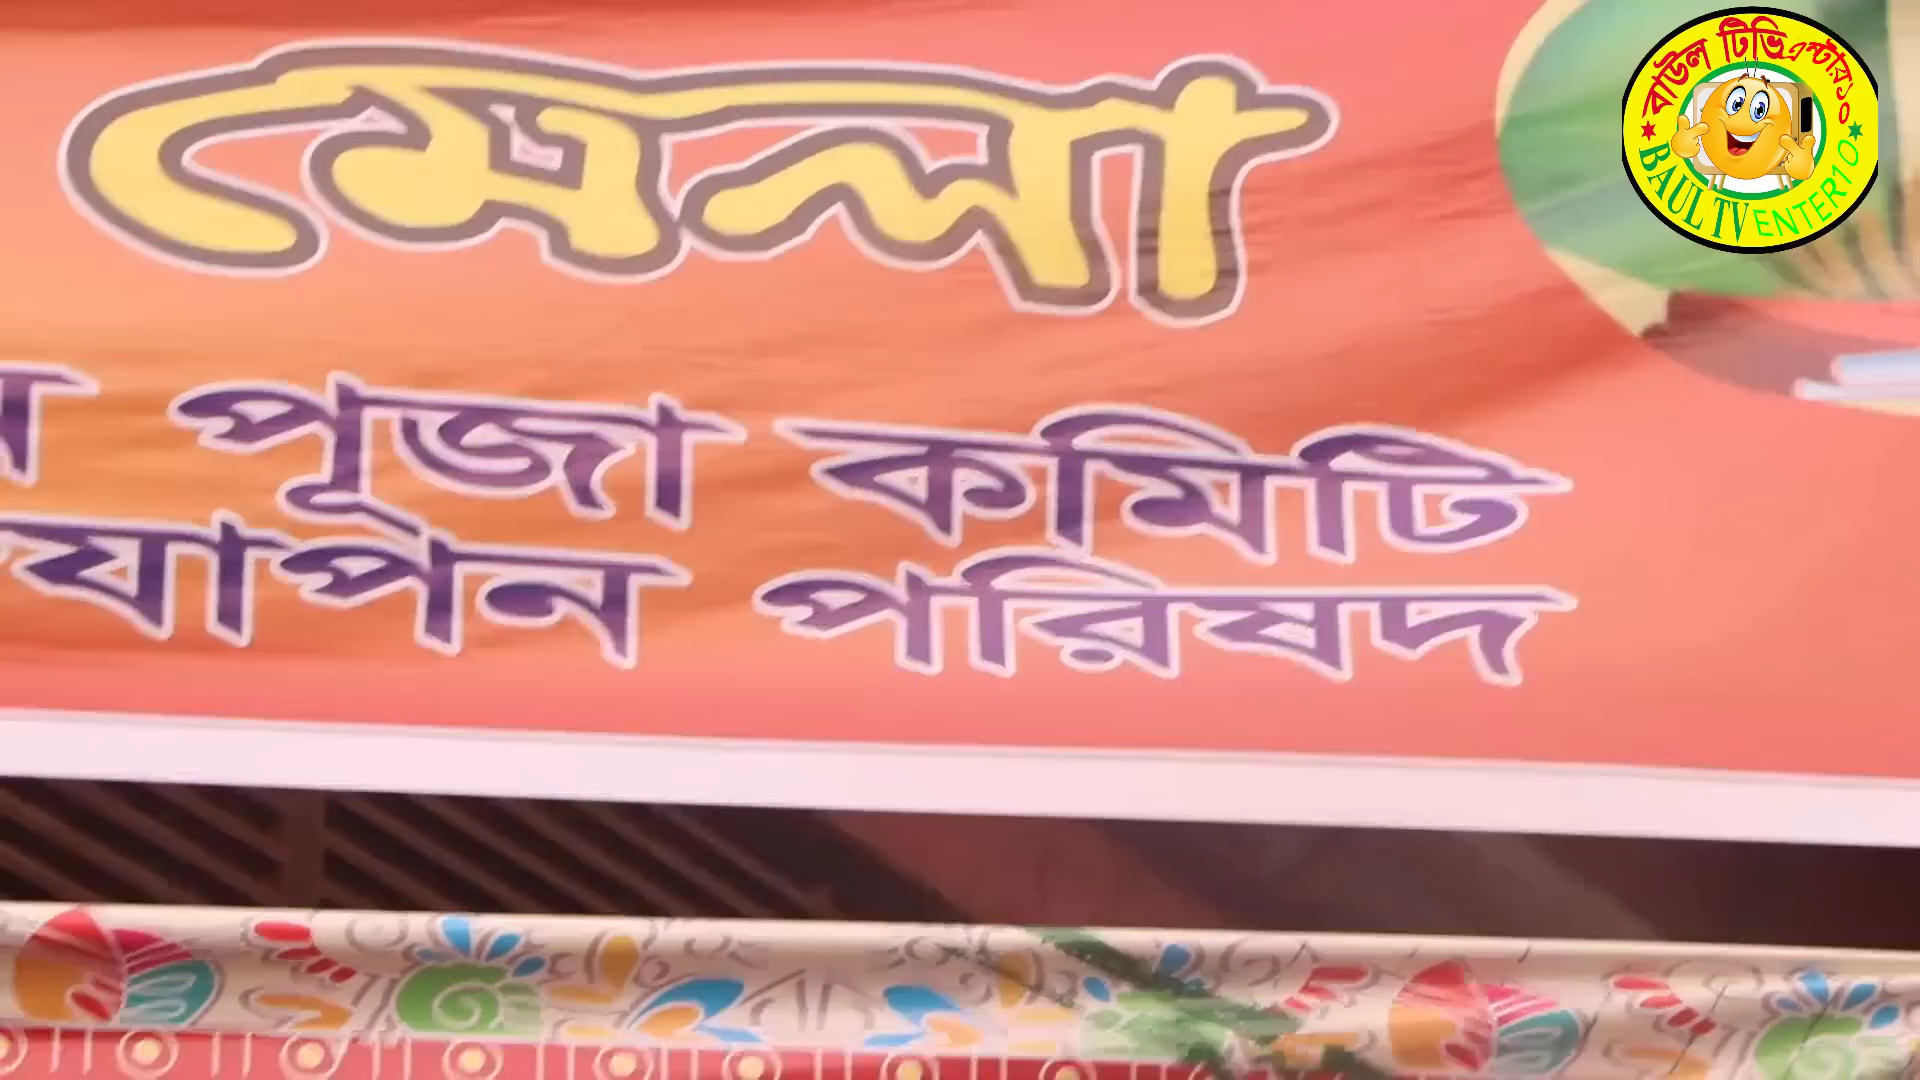 মেলা
পূজা কমিটি
যাপন পরিষদ
বাউল টিভি এন্টার১০
BAUL TV ENTER10